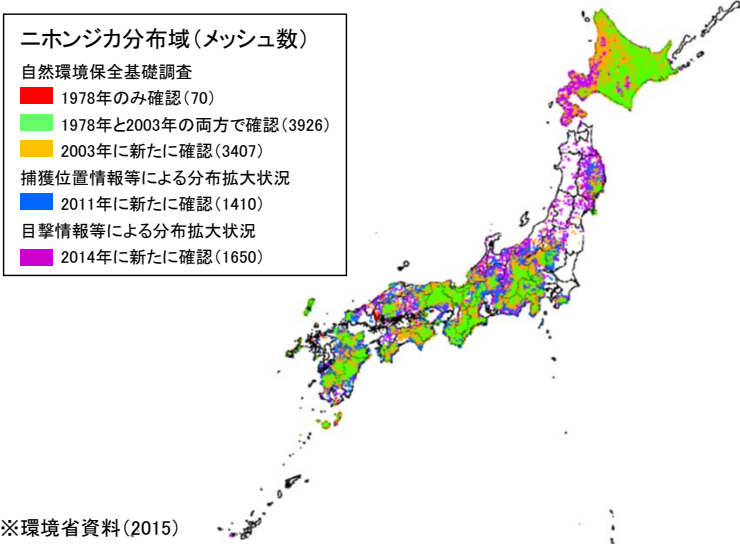 ニホンジカ分布域(メッシュ数)
自然環境保全基礎調査
1978年のみ確認(70)
1978年と2003年の両方で確認(3926)
2003年に新たに確認(3407)
捕獲位置情報等による分布拡大状況
2011年に新たに確認(1410)
目撃情報等による分布拡大状況
2014年に新たに確認(1650)
※環境省資料(2015)